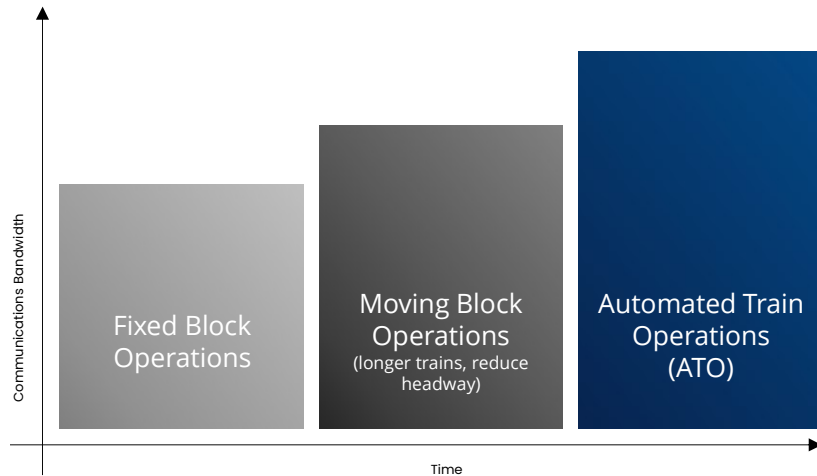 Communications Bandwidth
Fixed Block
Operations
Moving Block
Operations
(longer trains, reduce
headway)
Automated Train
Operations
(ATO)
Time